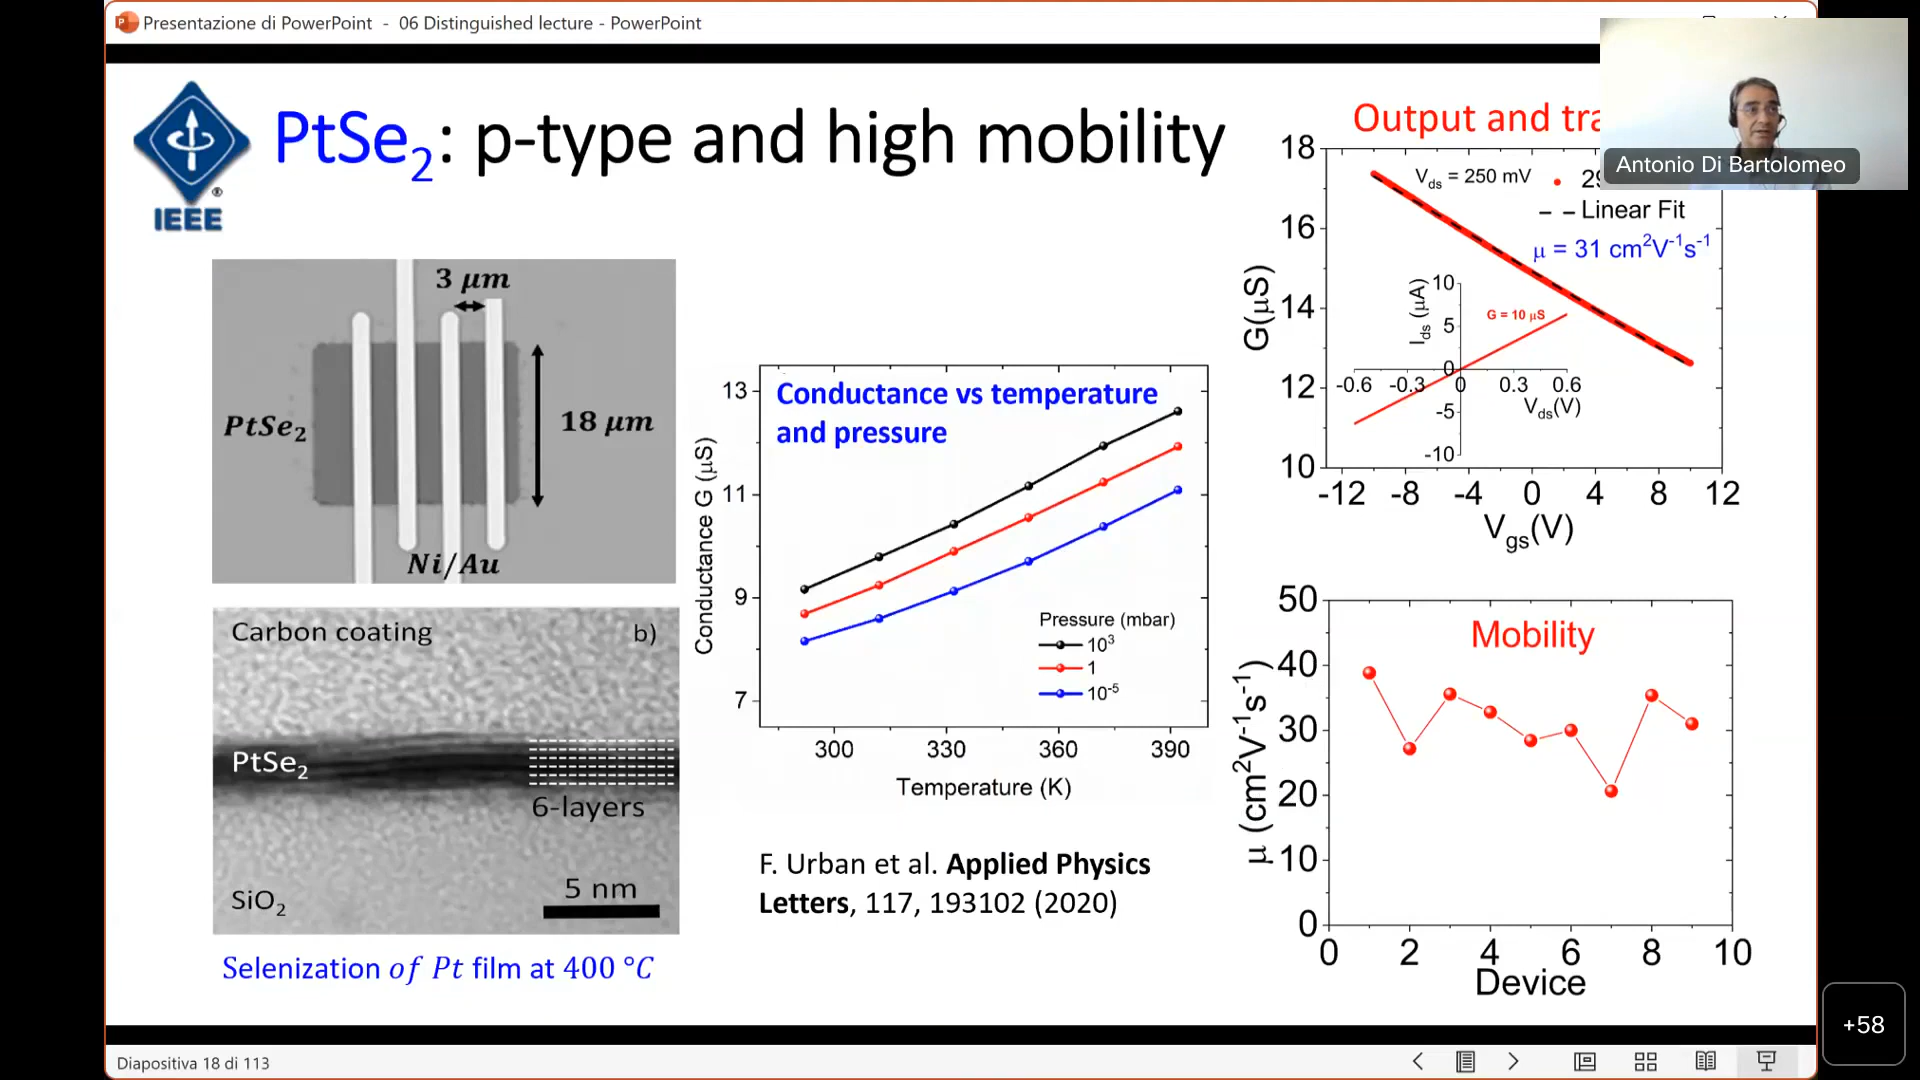 Presentazione di PowerPoint - 06 Distinguished lecture - PowerPoint
Antonio Di Bartolomeo
IEEE
PtSe2: p-type and high mobility
3 μm
PtSe2
18 μm
Ni/Au
Carbon coating
b)
PtSe2
6-layers
SiO2
5 nm
Selenization of Pt film at 400 °C
Conductance vs temperature
and pressure
Conductance G (μS)
13
11
9
7
Pressure (mbar)
10³
1
10⁻⁵
300 330 360 390
Temperature (K)
F. Urban et al. Applied Physics
Letters, 117, 193102 (2020)
Output and
18
16
14
12
10
G(μS)
Vds = 250 mV
Linear Fit
μ = 31 cm²V⁻¹s⁻¹
Ids (μA)
10
5
0
-5
-10
G = 10 μS
-0.6 -0.3 0 0.3 0.6
Vds(V)
-12 -8 -4 0 4 8 12
Vgs(V)
Mobility
μ (cm²V⁻¹s⁻¹)
50
40
30
20
10
0
0 2 4 6 8 10
Device
+58
Diapositiva 18 di 113